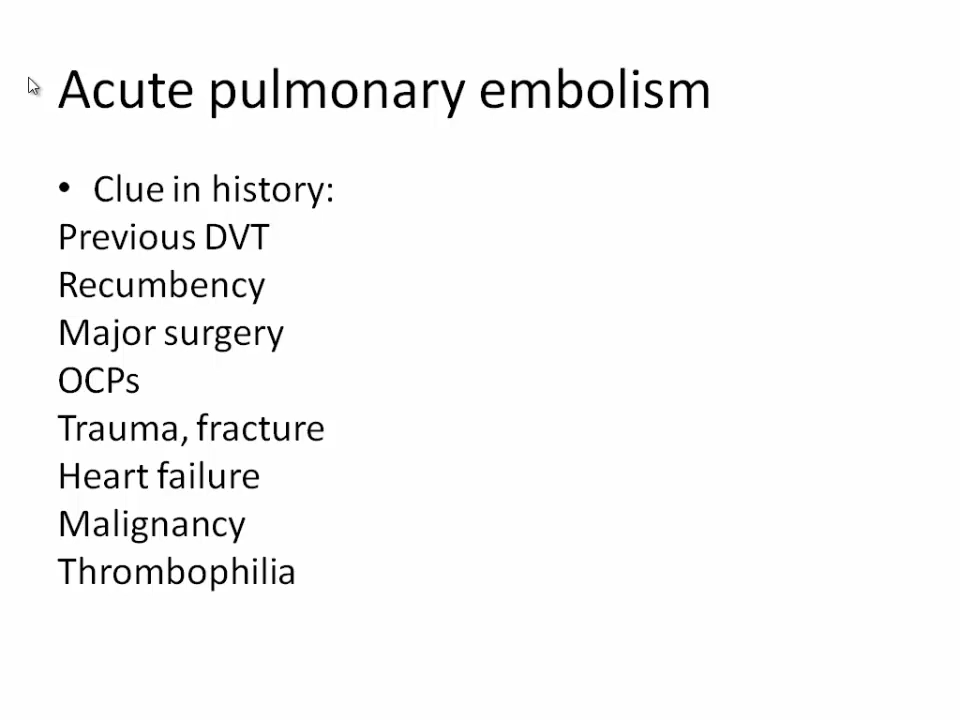 Acute pulmonary embolism
• Clue in history:
Previous DVT
Recumbency
Major surgery
OCPs
Trauma, fracture
Heart failure
Malignancy
Thrombophilia